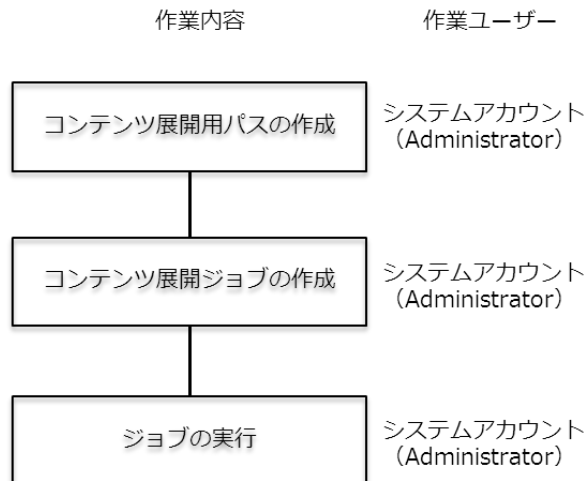 作業内容
作業ユーザー
コンテンツ展開用パスの作成
システムアカウント
（Administrator）
コンテンツ展開ジョブの作成
システムアカウント
（Administrator）
ジョブの実行
システムアカウント
（Administrator）